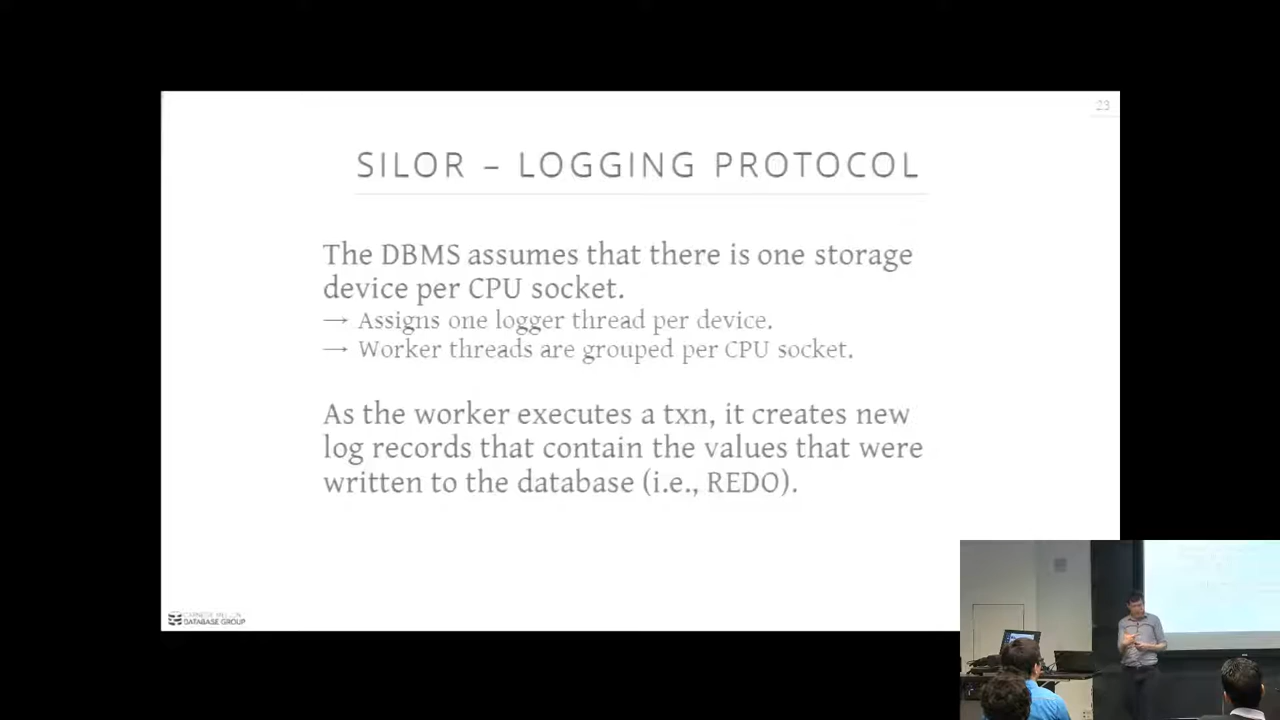 23
SILOR – LOGGING PROTOCOL
The DBMS assumes that there is one storage
device per CPU socket.
→ Assigns one logger thread per device.
→ Worker threads are grouped per CPU socket.
As the worker executes a txn, it creates new
log records that contain the values that were
written to the database (i.e., REDO).
CARNEGIE MELLON
DATABASE GROUP